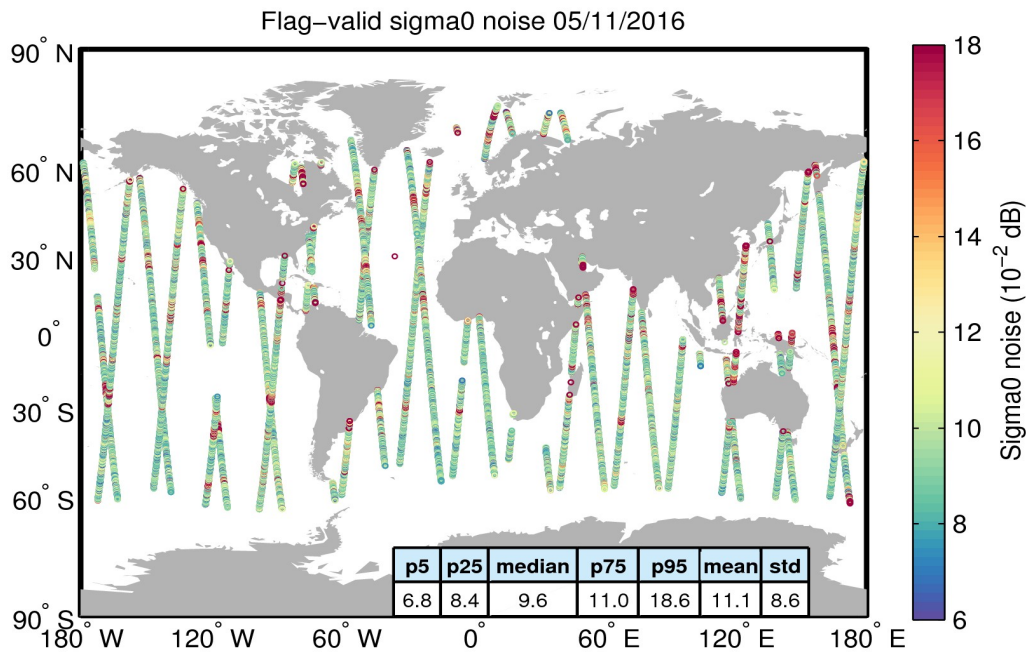 Flag−valid sigma0 noise 05/11/2016
90° N
60° N
30° N
0°
30° S
60° S
90° S
180° W
120° W
60° W
0°
60° E
120° E
180° E
p5 p25 median p75 p95 mean std
6.8 8.4 9.6 11.0 18.6 11.1 8.6
18
16
14
12
10
8
6
Sigma0 noise (10⁻² dB)